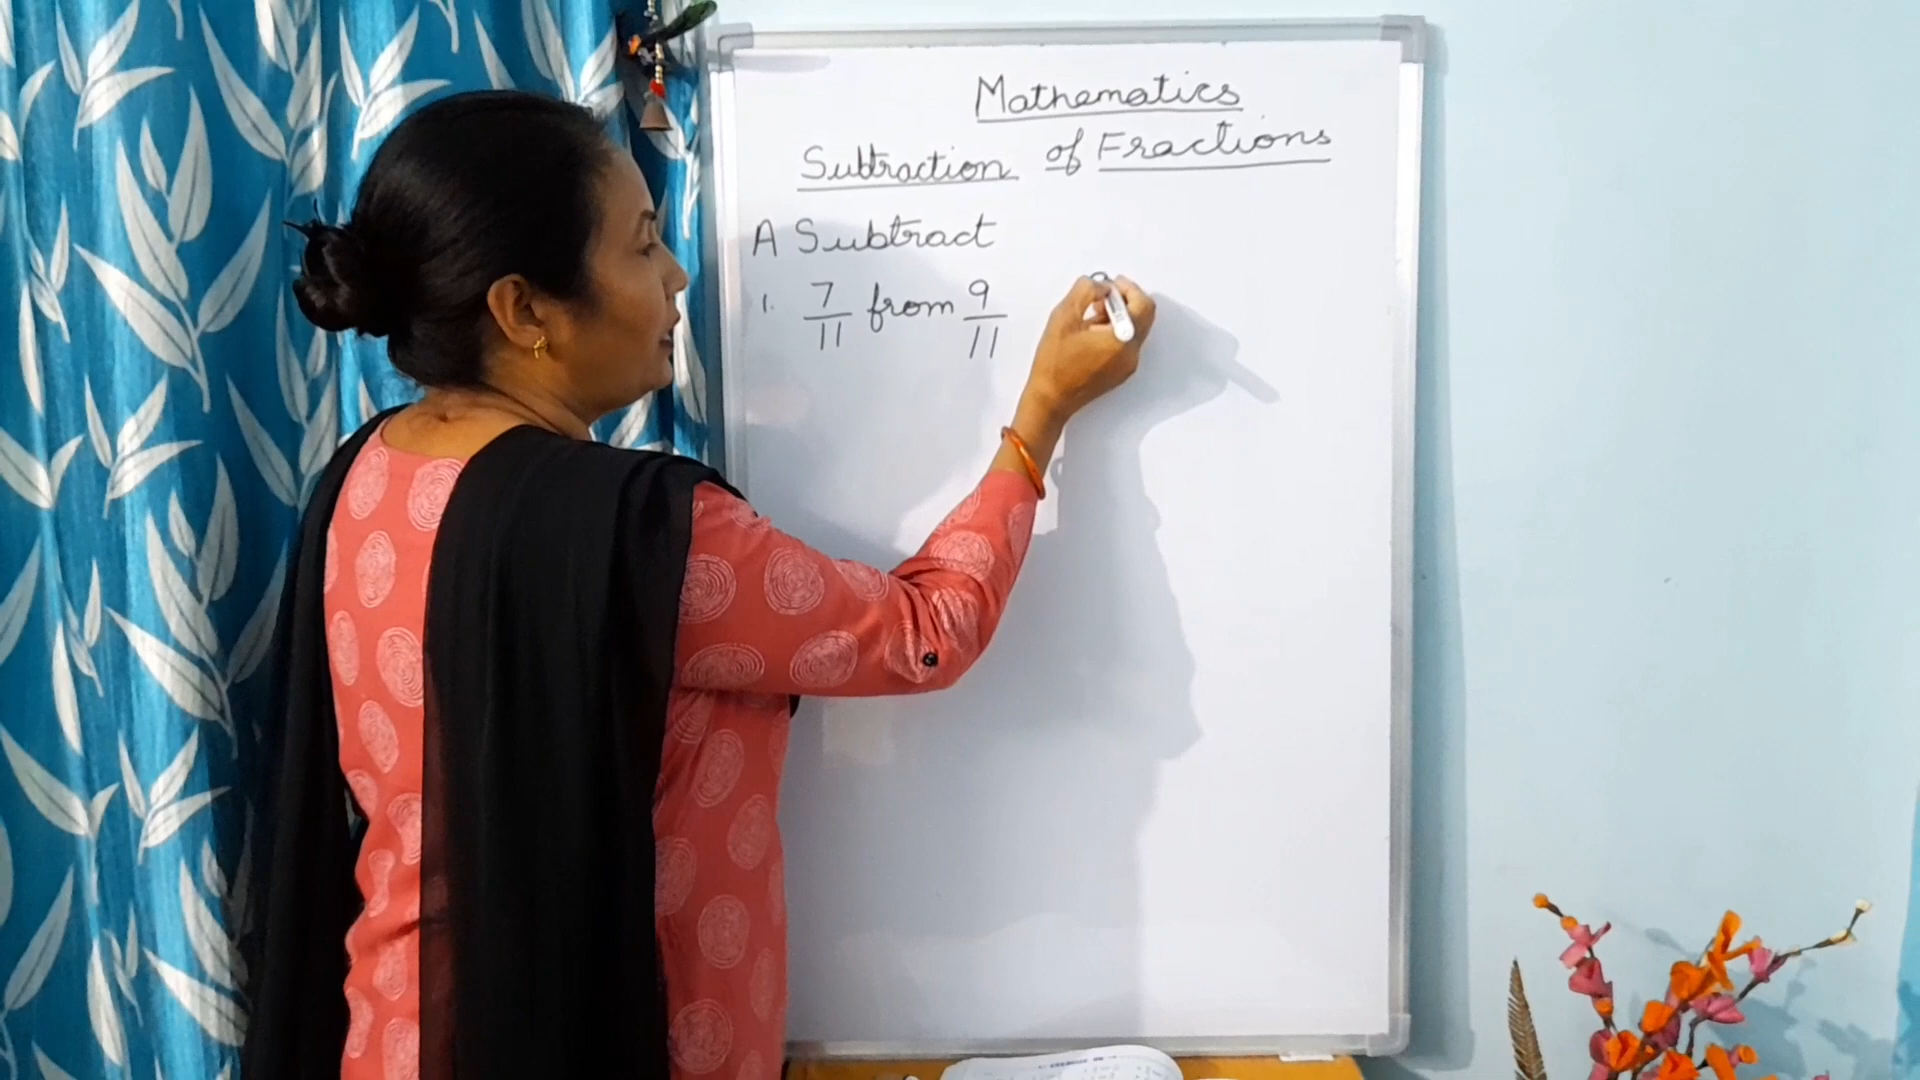 Mathematics
Subtraction of Fractions
A Subtract
1. 7/11 from 9/11